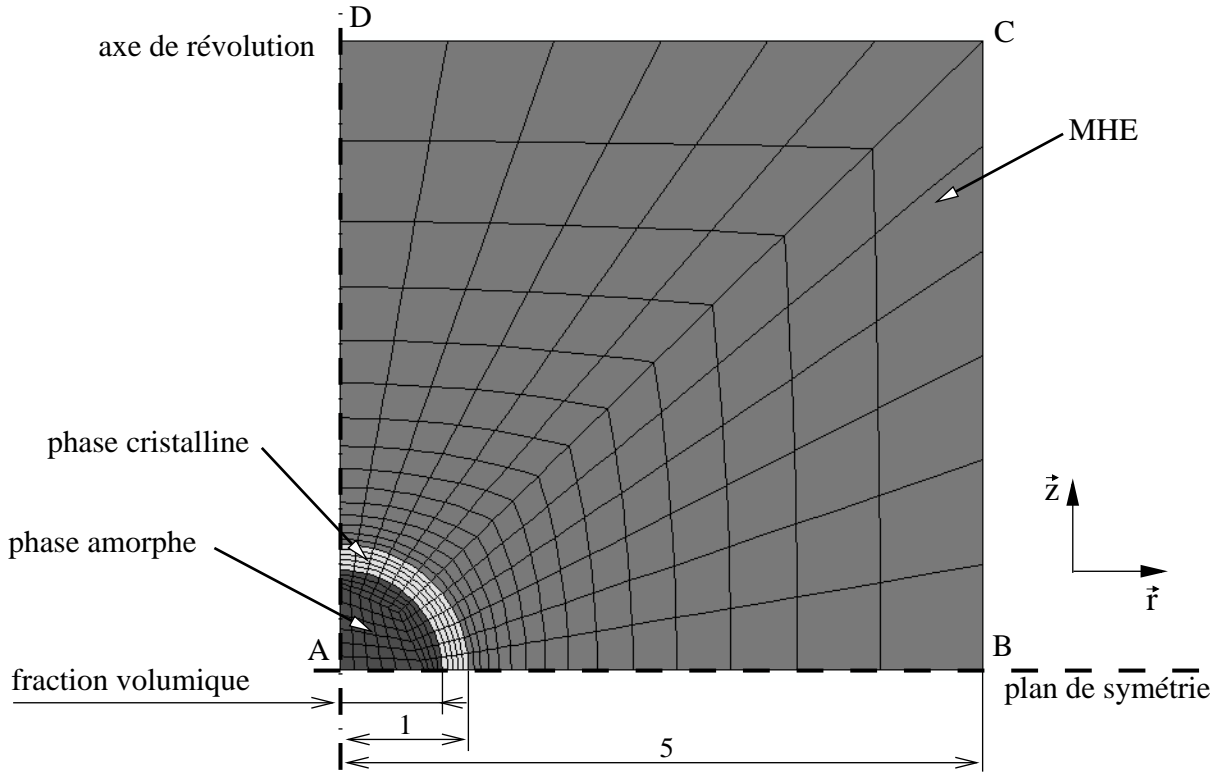 D
C
axe de révolution
MHE
phase cristalline
phase amorphe
z
r
A
B
fraction volumique
plan de symétrie
1
5